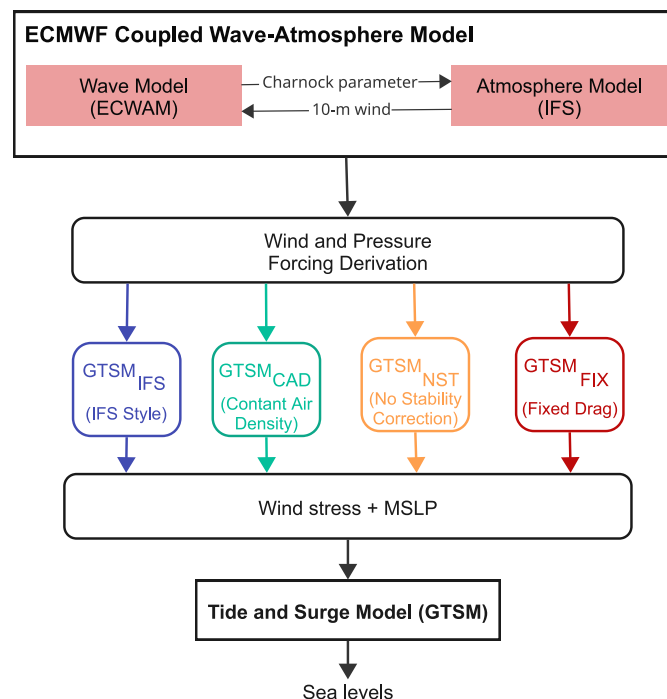 ECMWF Coupled Wave-Atmosphere Model
Wave Model
(ECWAM)
Charnock parameter
10-m wind
Atmosphere Model
(IFS)
Wind and Pressure
Forcing Derivation
GTSM IFS
(IFS Style)
GTSM CAD
(Contant Air
Density)
GTSM NST
(No Stability
Correction)
GTSM FIX
(Fixed Drag)
Wind stress + MSLP
Tide and Surge Model (GTSM)
Sea levels